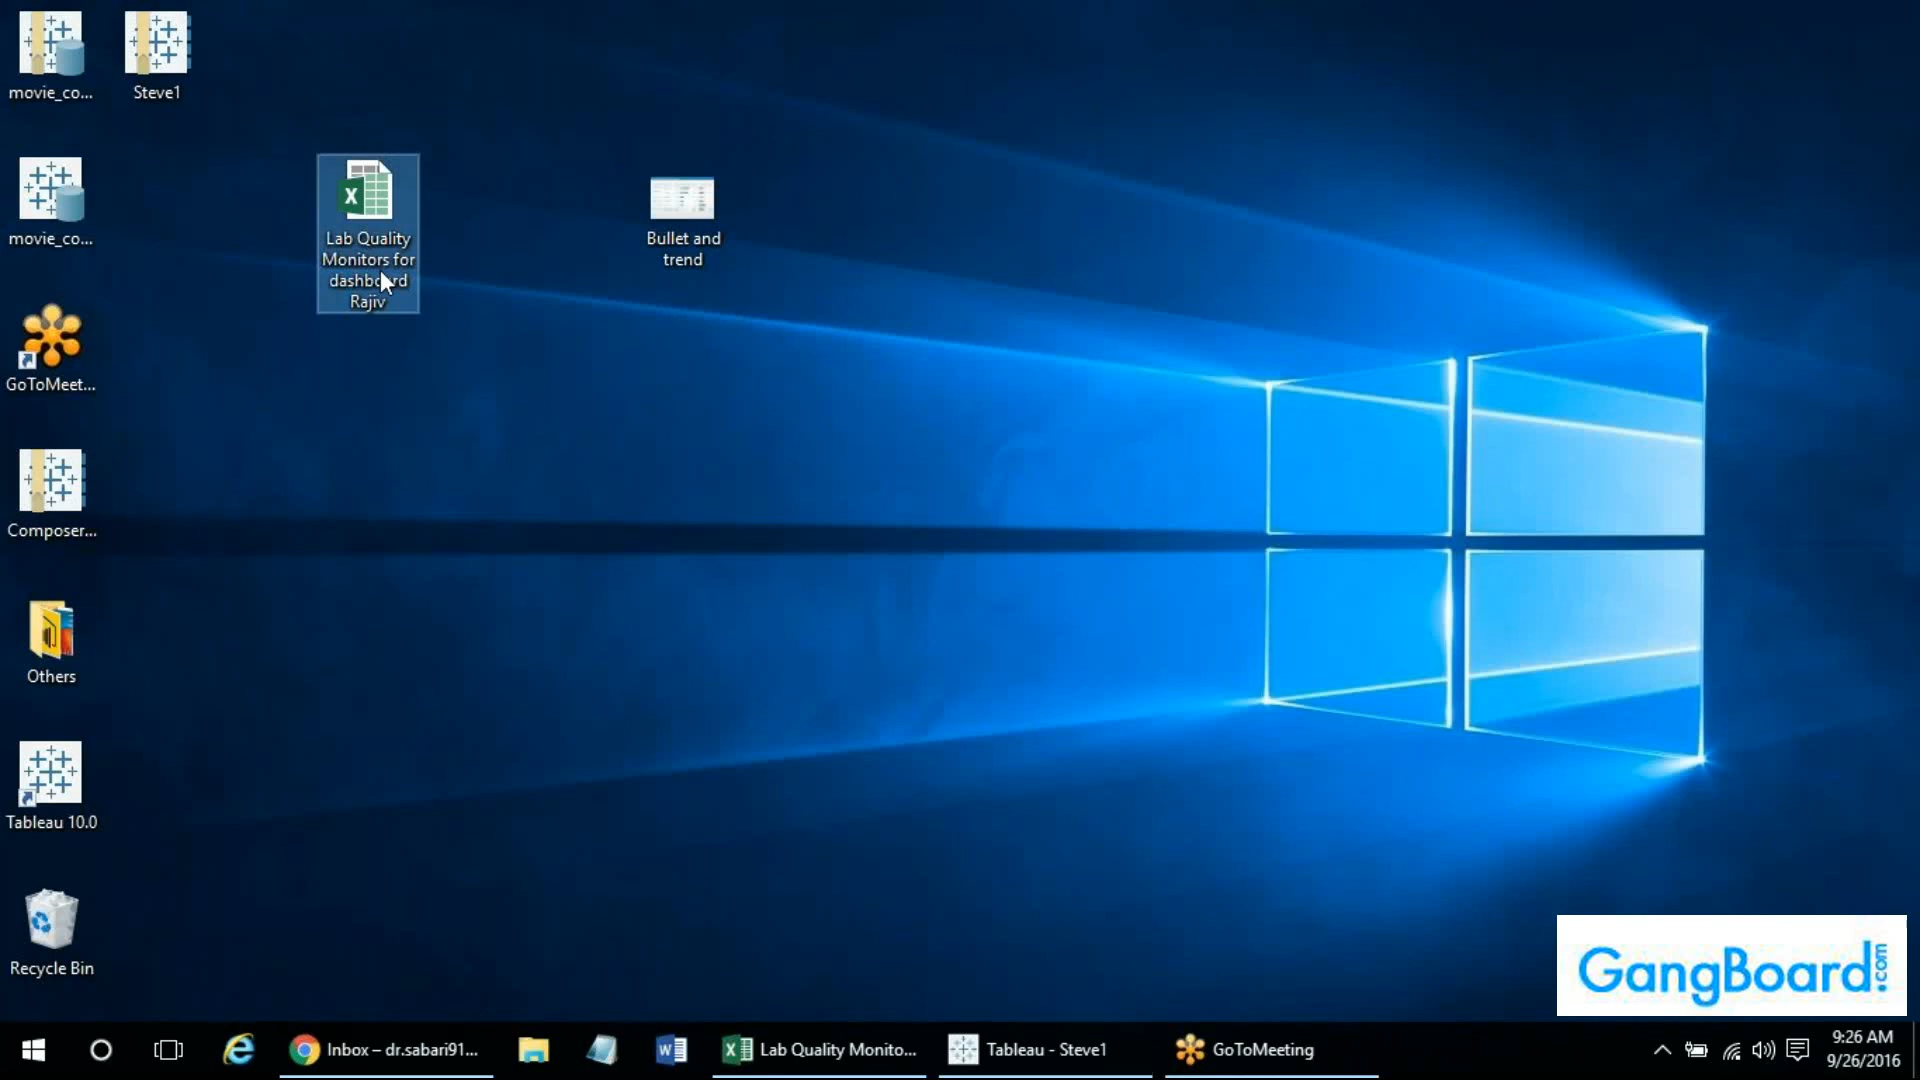 movie_co...
Steve1
movie_co...
Lab Quality
Monitors for
dashboard
Rajiv
Bullet and
trend
GoToMeet...
Composer...
Others
Tableau 10.0
Recycle Bin
GangBoard.com
Inbox – dr.sabari91...
Lab Quality Monito...
Tableau - Steve1
GoToMeeting
9:26 AM
9/26/2016